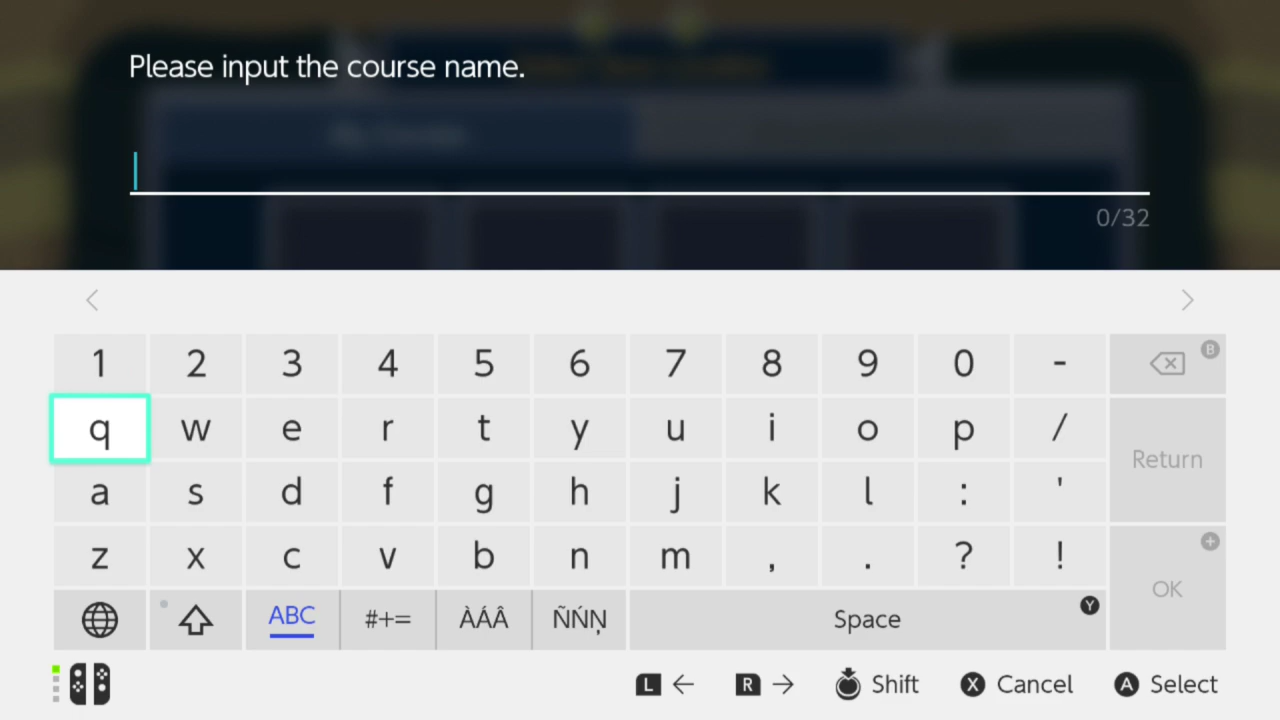 Please input the course name.
0/32
1 2 3 4 5 6 7 8 9 0 - B
q w e r t y u i o p / Return
a s d f g h j k l : '
z x c v b n m , . ? ! +
OK
ABC #+= ÀÁÂ ÑŃŅ Space Y
L ← R → Shift X Cancel A Select